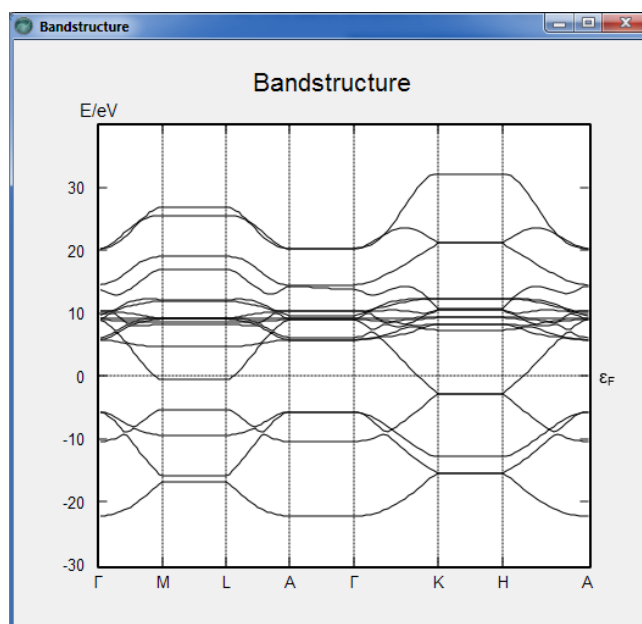 Bandstructure
Bandstructure
E/eV
30
20
10
0
εF
-10
-20
-30
Γ M L A Γ K H A